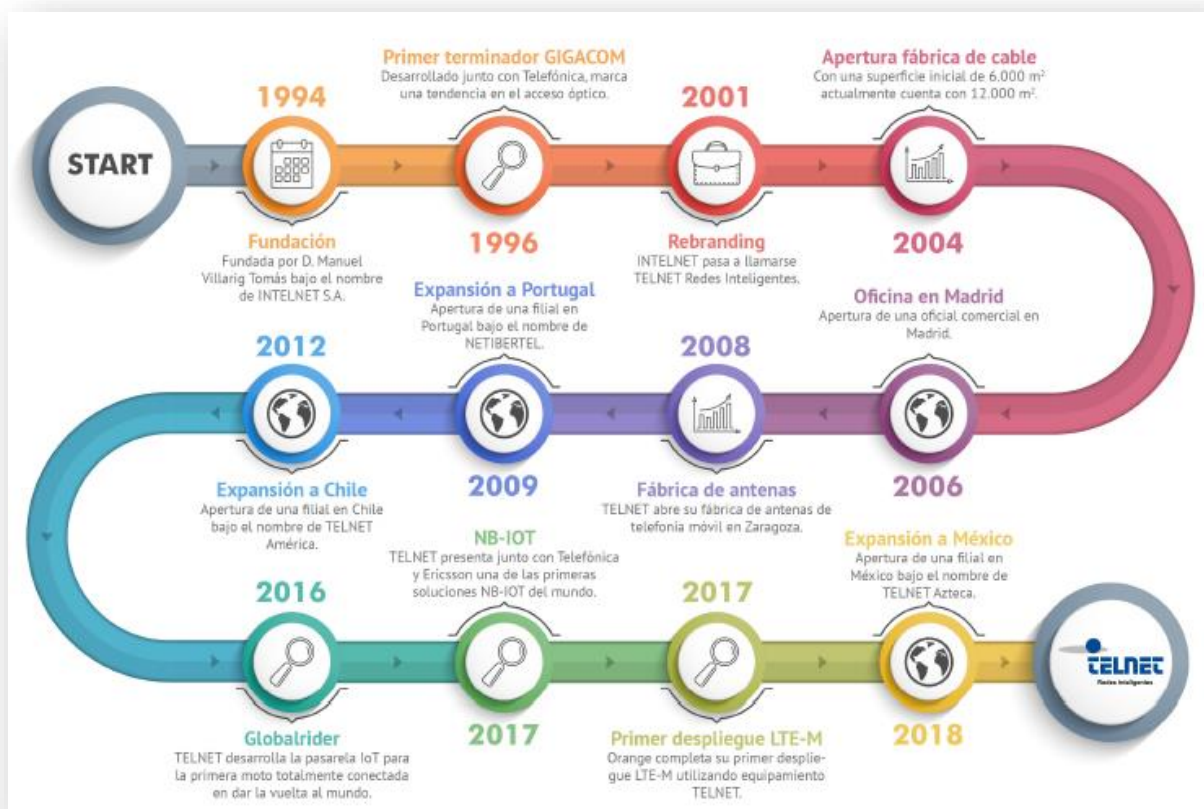 START
1994
Fundación
Fundada por D. Manuel
Villarig Tomás bajo el nombre
de INTELNET S.A.
Primer terminador GIGACOM
Desarrollado junto con Telefónica, marca
una tendencia en el acceso óptico.
1996
2001
Rebranding
INTELNET pasa a llamarse
TELNET Redes Inteligentes.
Apertura fábrica de cable
Con una superficie inicial de 6.000 m²
actualmente cuenta con 12.000 m².
2004
Oficina en Madrid
Apertura de una oficial comercial en
Madrid.
2006
2008
Fábrica de antenas
TELNET abre su fábrica de antenas de
telefonía móvil en Zaragoza.
Expansión a Portugal
Apertura de una filial en
Portugal bajo el nombre de
NETIBERTEL.
2009
2012
Expansión a Chile
Apertura de una filial en Chile
bajo el nombre de TELNET
América.
2016
Globalrider
TELNET desarrolla la pasarela IoT para
la primera moto totalmente conectada
en dar la vuelta al mundo.
NB-IOT
TELNET presenta junto con Telefónica
y Ericsson una de las primeras
soluciones NB-IOT del mundo.
2017
2017
Primer despliegue LTE-M
Orange completa su primer desplie-
gue LTE-M utilizando equipamiento
TELNET.
Expansión a México
Apertura de una filial en
México bajo el nombre de
TELNET Azteca.
2018
TELNET
Redes Inteligentes